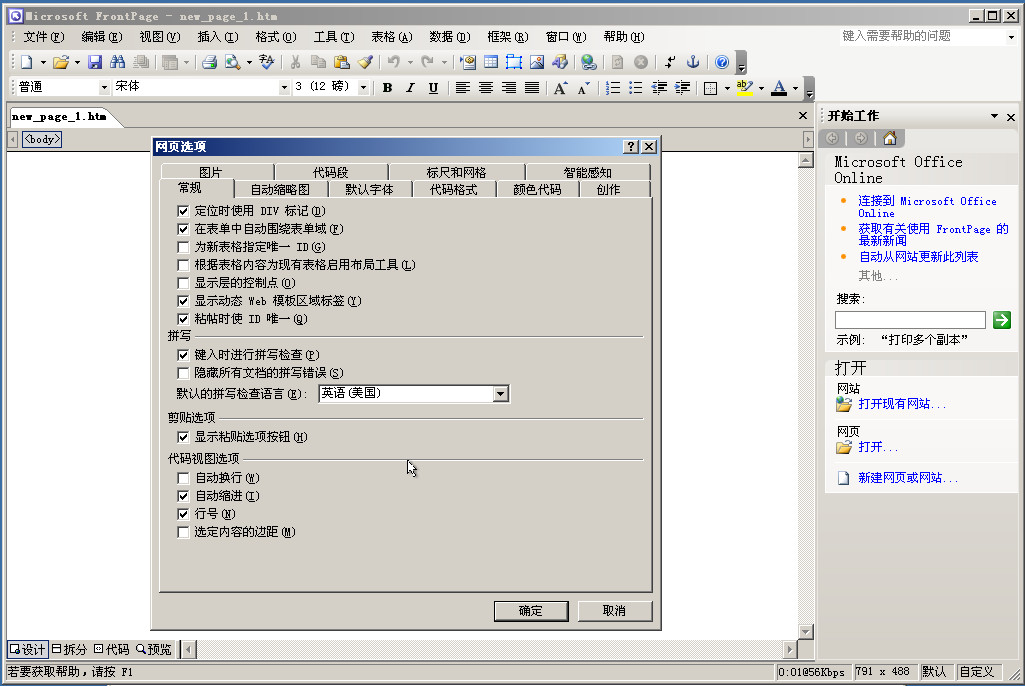 Microsoft FrontPage - new_page_1.htm
文件(F) 编辑(E) 视图(V) 插入(I) 格式(O) 工具(T) 表格(A) 数据(D) 框架(R) 窗口(W) 帮助(H) 键入需要帮助的问题
普通 宋体 3 (12 磅) B I U A A ab A
new_page_1.htm
<body>
网页选项
图片 代码段 标尺和网格 智能感知
常规 自动缩略图 默认字体 代码格式 颜色代码 创作
定位时使用 DIV 标记(D)
在表单中自动围绕表单域(F)
为新表格指定唯一 ID(G)
根据表格内容为现有表格启用布局工具(L)
显示层的控制点(O)
显示动态 Web 模板区域标签(Y)
粘帖时使 ID 唯一(Q)
拼写
键入时进行拼写检查(P)
隐藏所有文档的拼写错误(S)
默认的拼写检查语言(E): 英语(美国)
剪贴选项
显示粘贴选项按钮(H)
代码视图选项
自动换行(W)
自动缩进(I)
行号(N)
选定内容的边距(M)
确定 取消
开始工作
Microsoft Office
Online
连接到 Microsoft Office
Online
获取有关使用 FrontPage 的
最新新闻
自动从网站更新此列表
其他...
搜索:
示例: “打印多个副本”
打开
网站
打开现有网站...
网页
打开...
新建网页或网站...
设计 拆分 代码 预览
若要获取帮助，请按 F1 0:01@56Kbps 791 x 488 默认 自定义